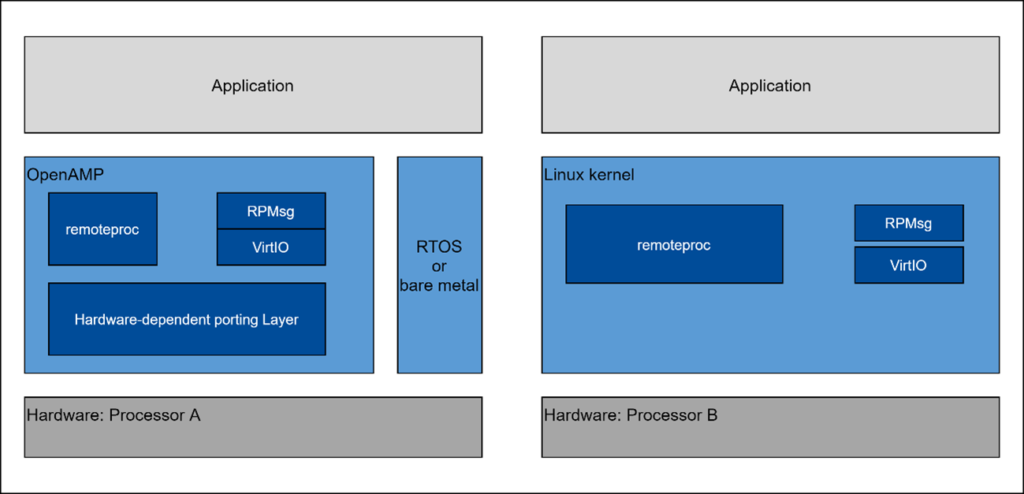 Application
OpenAMP
remoteproc
RPMsg
VirtIO
Hardware-dependent porting Layer
RTOS
or
bare metal
Hardware: Processor A
Application
Linux kernel
remoteproc
RPMsg
VirtIO
Hardware: Processor B